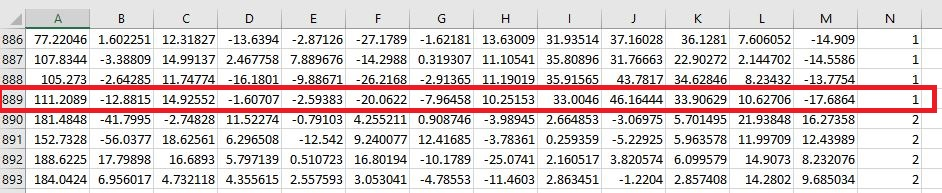 A B C D E F G H I J K L M N
886 77.22046 1.602251 12.31827 -13.6394 -2.87126 -27.1789 -1.62181 13.63009 31.93514 37.16028 36.1281 7.606052 -14.909 1
887 107.8344 -3.38809 14.99137 2.467758 7.889676 -14.2988 0.319307 11.10541 35.80896 31.76663 22.90272 2.144702 -14.5586 1
888 105.273 -2.64285 11.74774 -16.1801 -9.88671 -26.2168 -2.91365 11.19019 35.91565 43.7817 34.62846 8.23432 -13.7754 1
889 111.2089 -12.8815 14.92552 -1.60707 -2.59383 -20.0622 -7.96458 10.25153 33.0046 46.16444 33.90629 10.62706 -17.6864 1
890 181.4848 -41.7995 -2.74828 11.52274 -0.79103 4.255211 0.908746 -3.98945 2.664853 -3.06975 5.701495 21.93848 16.27358 2
891 152.7328 -56.0377 18.62561 6.296508 -12.542 9.240077 12.41685 -3.78361 0.259359 -5.22925 5.963578 11.99709 12.43989 2
892 188.6225 17.79898 16.6893 5.797139 0.510723 16.80194 -10.1789 -25.0741 2.160517 3.820574 6.099579 14.9073 8.232076 2
893 184.0424 6.956017 4.732118 4.355615 2.557593 3.053041 -4.78553 -11.4603 2.863451 -1.2204 2.857408 14.2802 9.685034 2